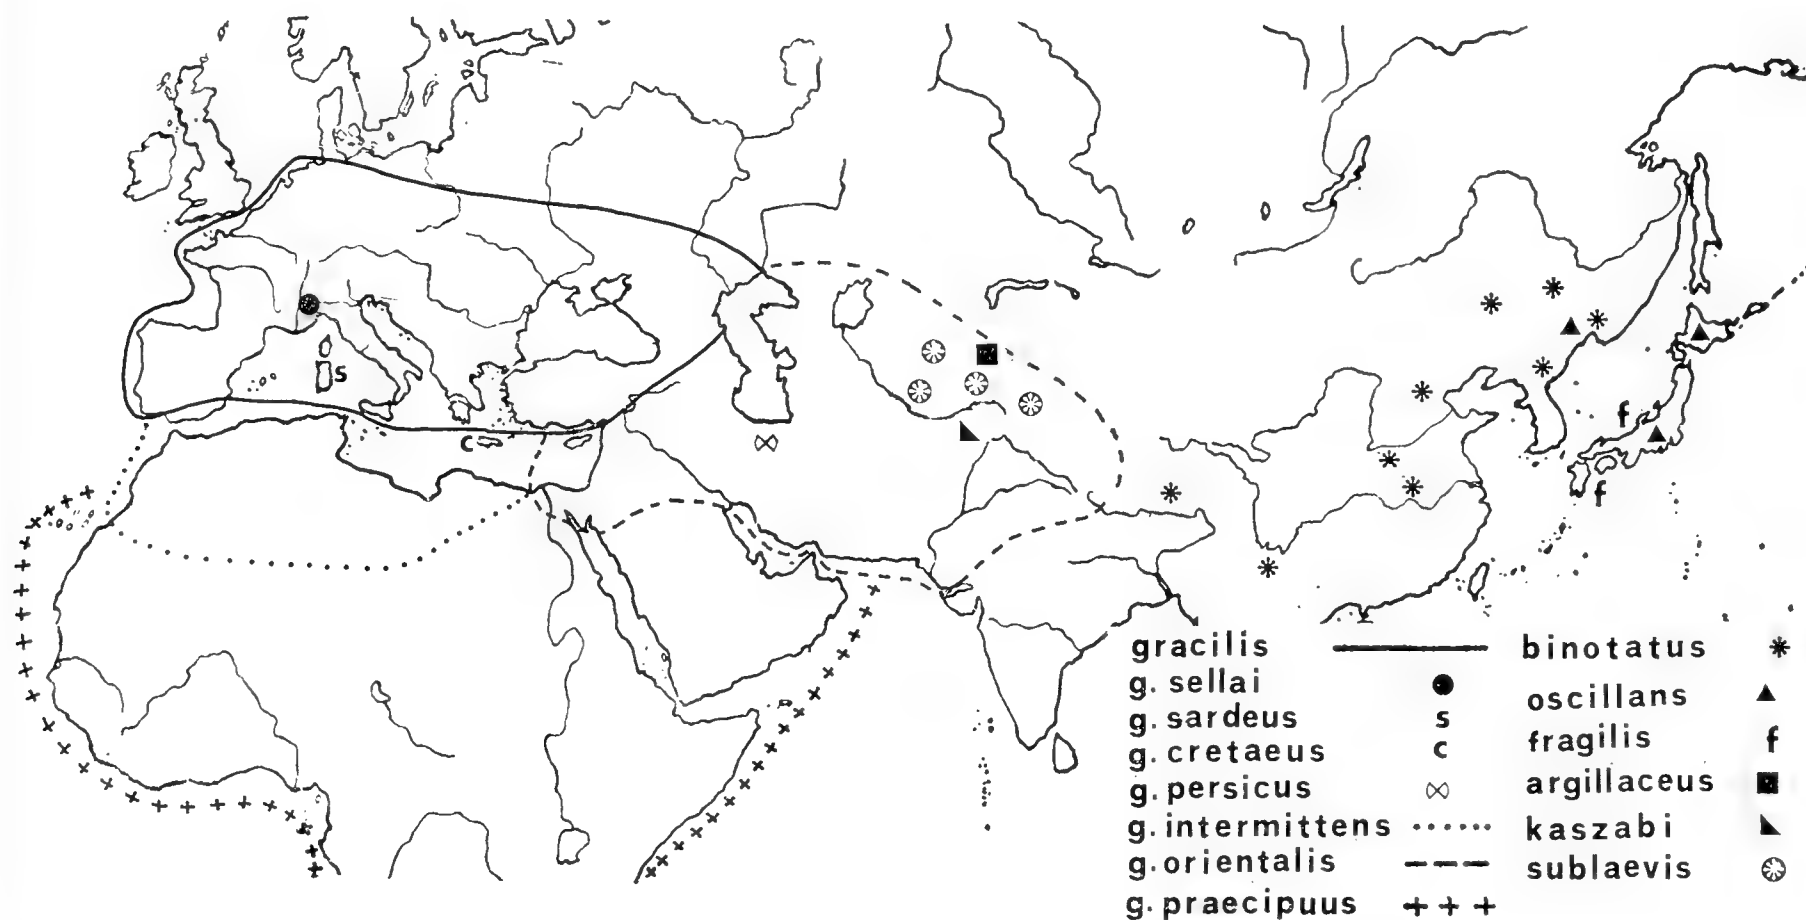 s
c
f
f
gracilis
g. sellai
g. sardeus s
g. cretaeus c
g. persicus
g. intermittens
g. orientalis
g. praecipuus
binotatus
oscillans
fragilis f
argillaceus
kaszabi
sublaevis